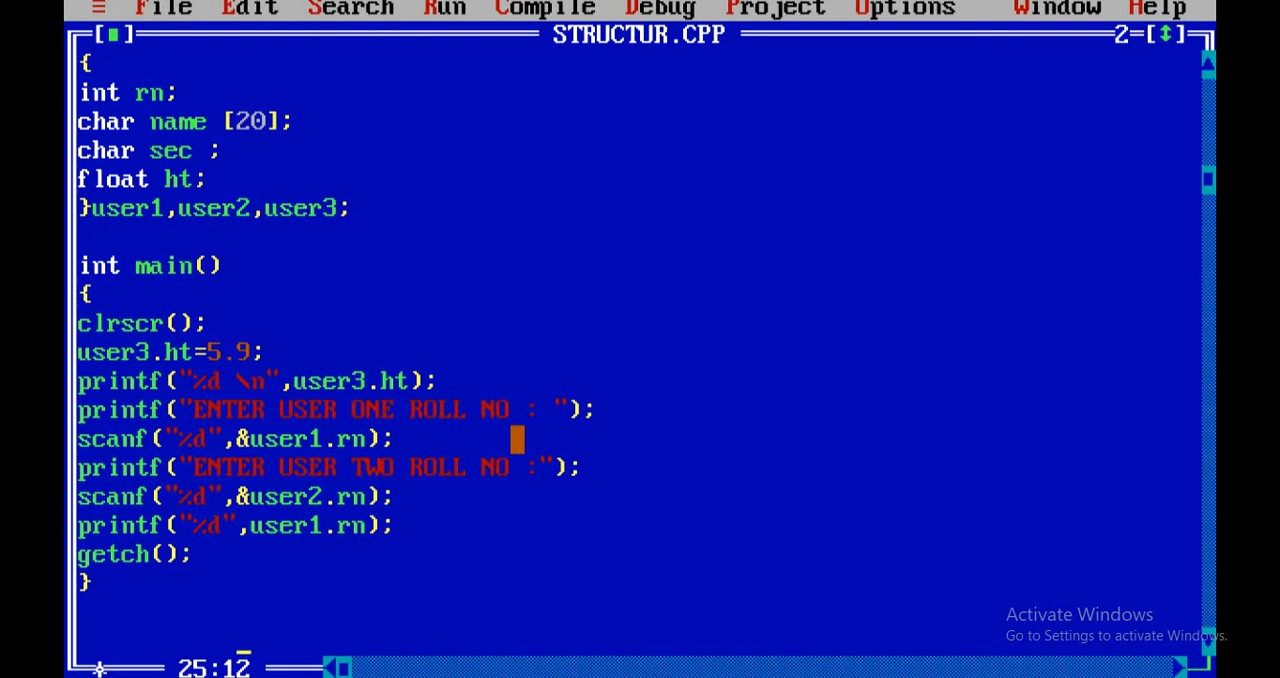 ≡ File Edit Search Run Compile Debug Project Options Window Help
[■] STRUCTUR.CPP 2=[↕]
{
int rn;
char name [20];
char sec ;
float ht;
}user1,user2,user3;
int main()
{
clrscr();
user3.ht=5.9;
printf("%d \n",user3.ht);
printf("ENTER USER ONE ROLL NO : ");
scanf("%d",&user1.rn);
printf("ENTER USER TWO ROLL NO :");
scanf("%d",&user2.rn);
printf("%d",user1.rn);
getch();
}
Activate Windows
Go to Settings to activate Windows.
25:12